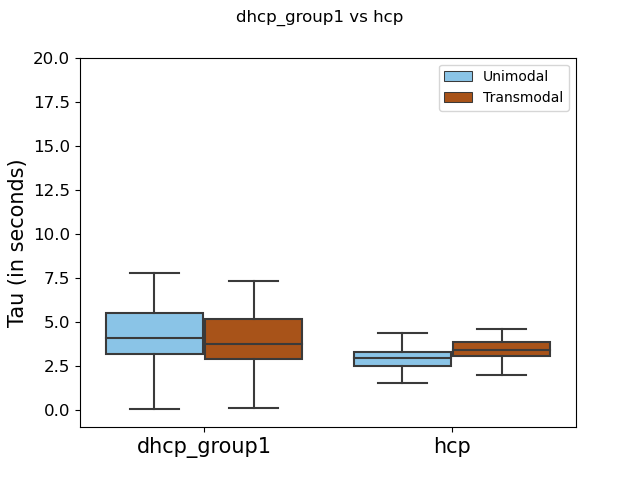 dhcp_group1 vs hcp
Unimodal
Transmodal
Tau (in seconds)
20.0
17.5
15.0
12.5
10.0
7.5
5.0
2.5
0.0
dhcp_group1
hcp